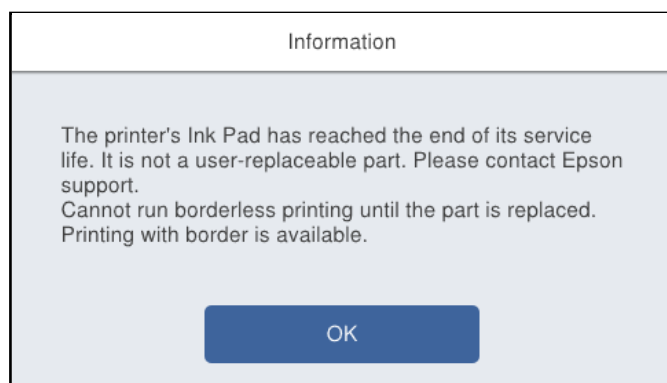 Information
The printer's Ink Pad has reached the end of its service
life. It is not a user-replaceable part. Please contact Epson
support.
Cannot run borderless printing until the part is replaced.
Printing with border is available.
OK